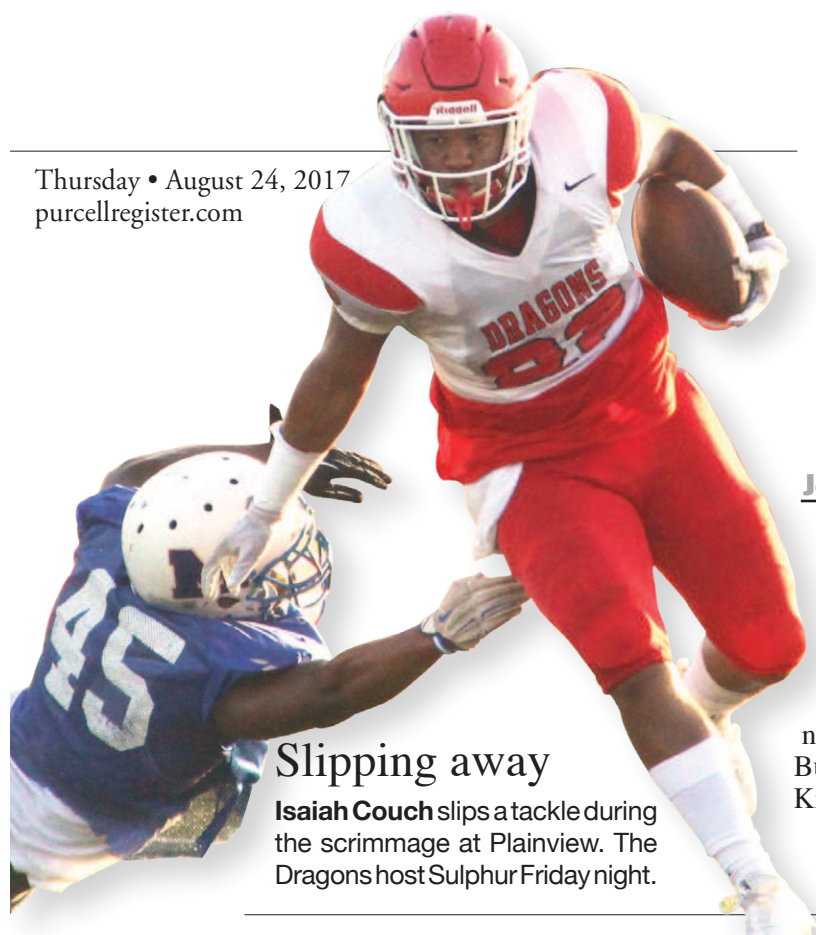 Riddell
Thursday • August 24, 2017
purcellregister.com
DRAGONS
45
Slipping away
Isaiah Couch slips a tackle during
the scrimmage at Plainview. The
Dragons host Sulphur Friday night.